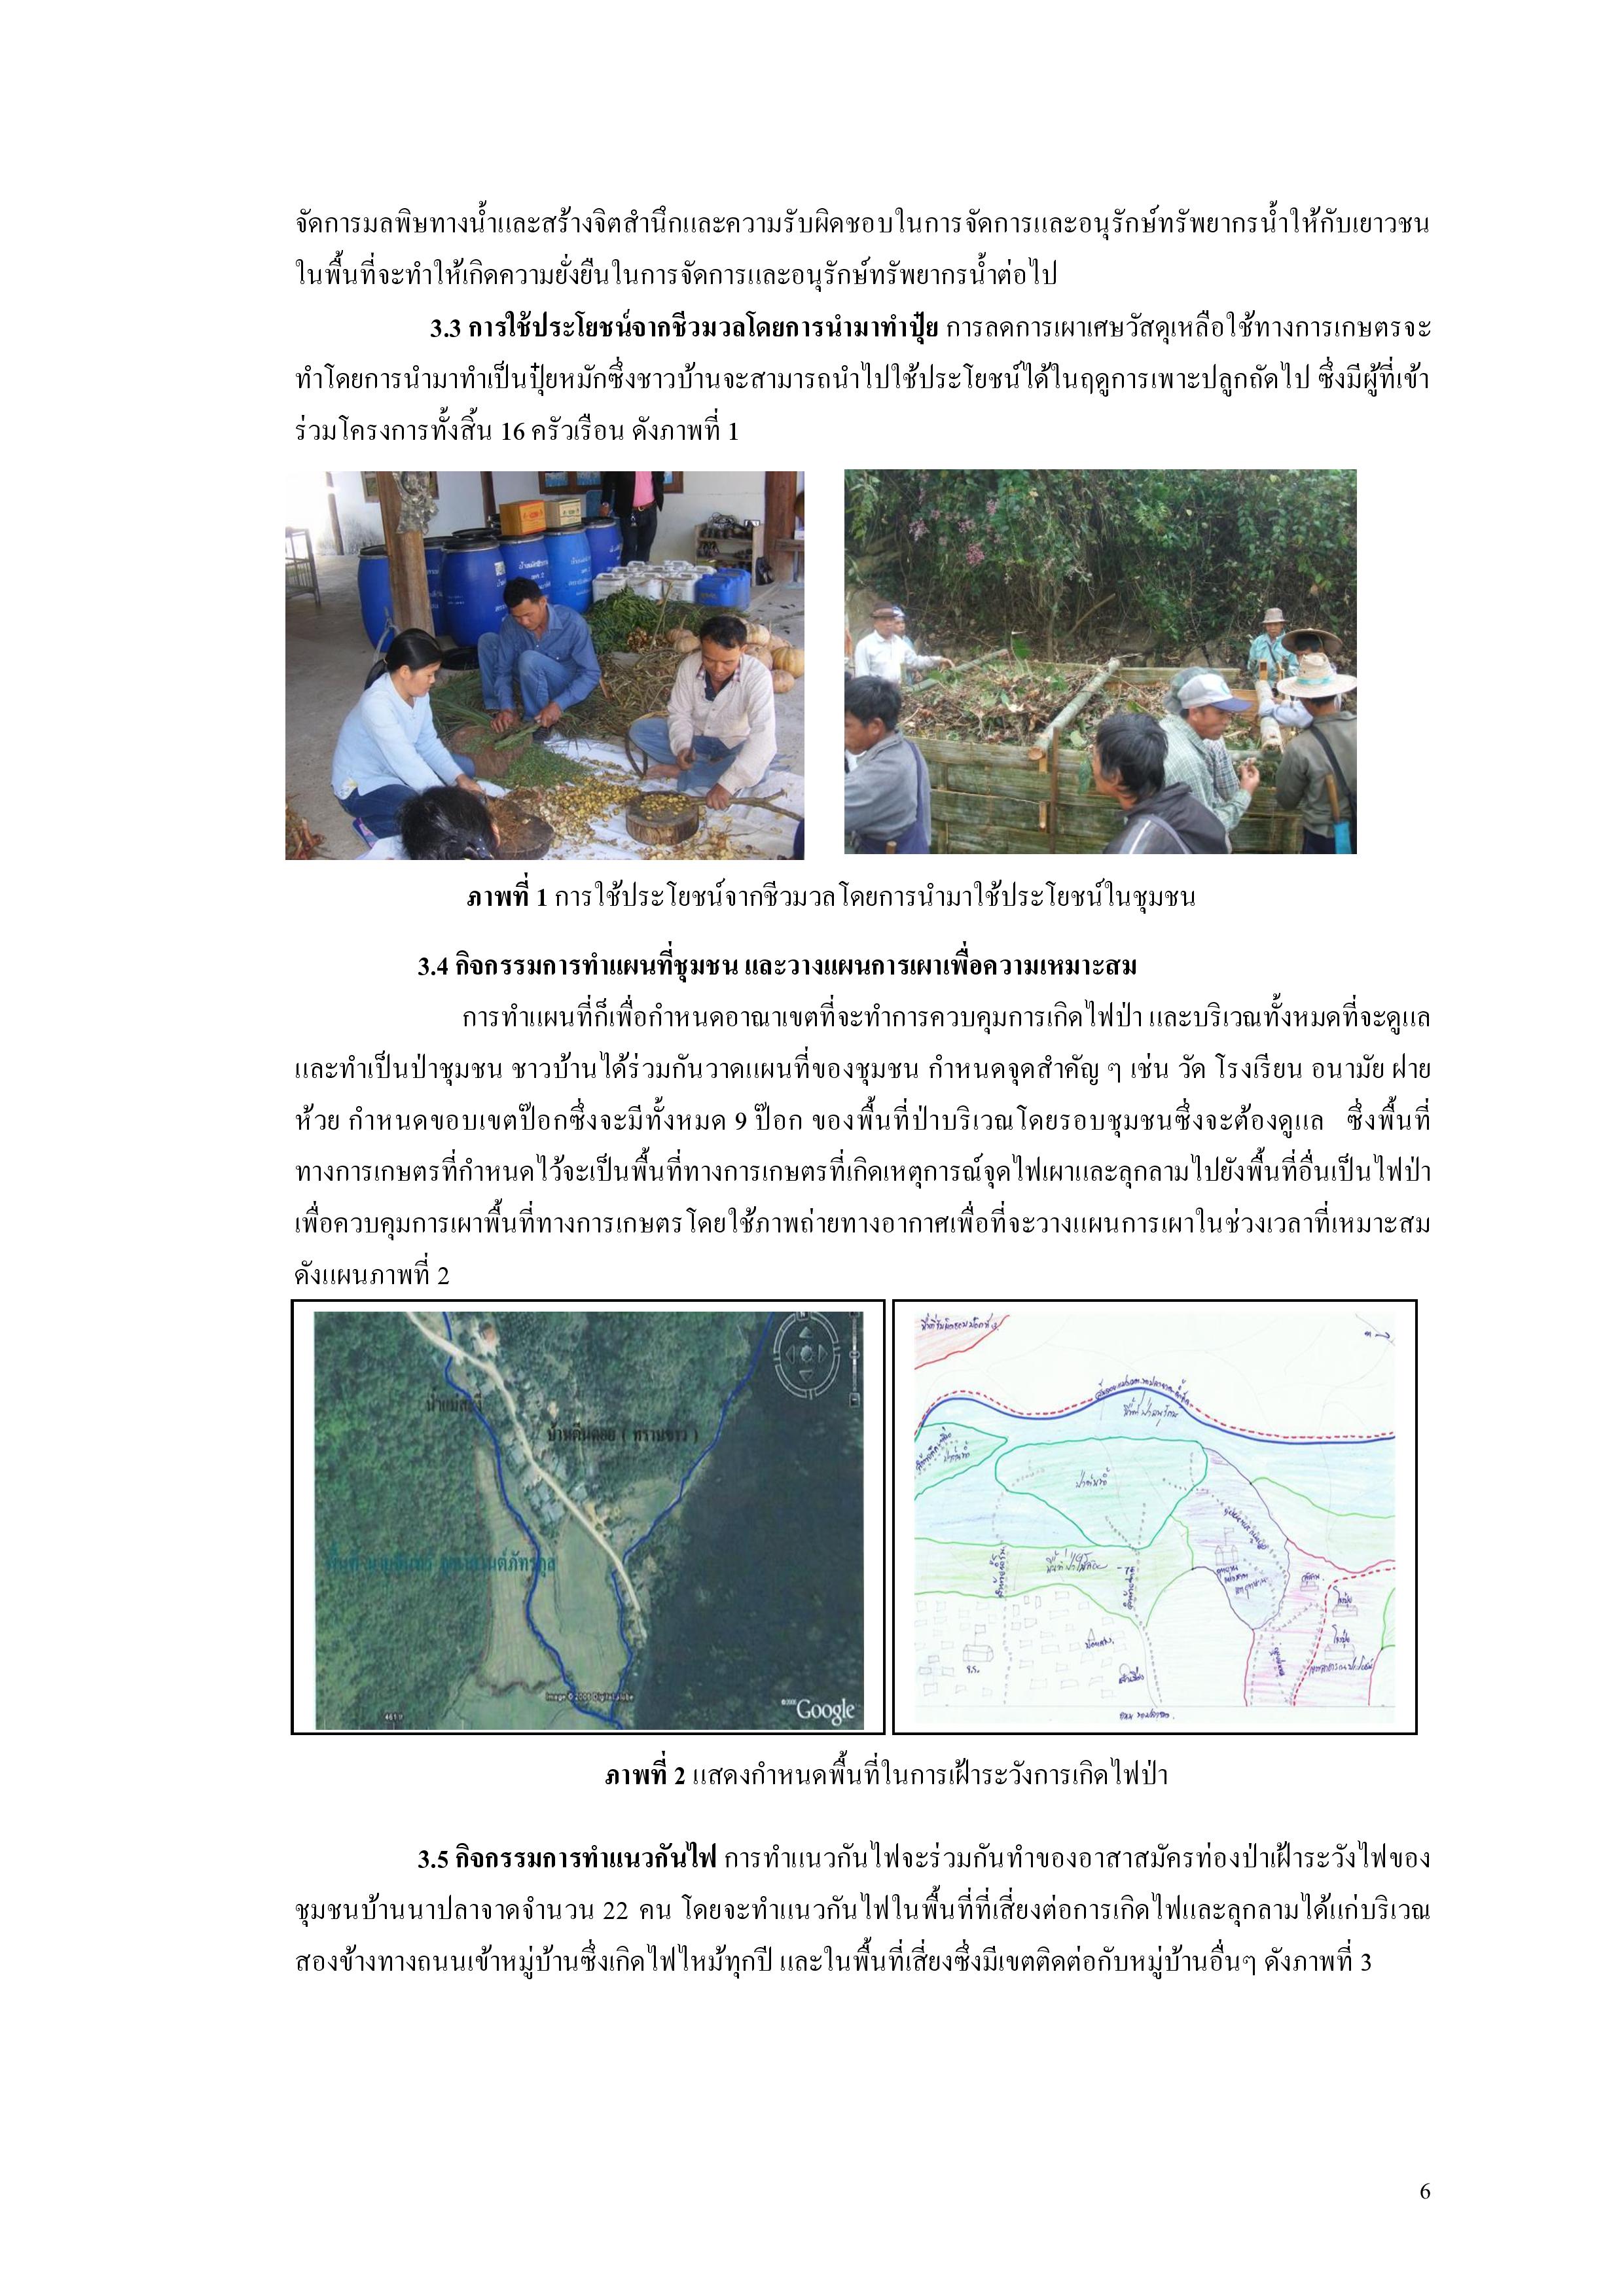 จัดการมลพิษทางน้ำและสร้างจิตสำนึกและความรับผิดชอบในการจัดการและอนุรักษ์ทรัพยากรน้ำให้กับเยาวชน
ในพื้นที่จะทำให้เกิดความยั่งยืนในการจัดการและอนุรักษ์ทรัพยากรน้ำต่อไป
3.3 การใช้ประโยชน์จากชีวมวลโดยการนำมาทำปุ๋ย การลดการเผาเศษวัสดุเหลือใช้ทางการเกษตรจะ
ทำโดยการนำมาทำเป็นปุ๋ยหมักซึ่งชาวบ้านจะสามารถนำไปใช้ประโยชน์ได้ในฤดูการเพาะปลูกถัดไป ซึ่งมีผู้ที่เข้า
ร่วมโครงการทั้งสิ้น 16 ครัวเรือน ดังภาพที่ 1
ภาพที่ 1 การใช้ประโยชน์จากชีวมวลโดยการนำมาใช้ประโยชน์ในชุมชน
3.4 กิจกรรมการทำแผนที่ชุมชน และวางแผนการเผาเพื่อความเหมาะสม
การทำแผนที่ก็เพื่อกำหนดอาณาเขตที่จะทำการควบคุมการเกิดไฟป่า และบริเวณทั้งหมดที่จะดูแล
และทำเป็นป่าชุมชน ชาวบ้านได้ร่วมกันวาดแผนที่ของชุมชน กำหนดจุดสำคัญ ๆ เช่น วัด โรงเรียน อนามัย ฝาย
ห้วย กำหนดขอบเขตป๊อกซึ่งจะมีทั้งหมด 9 ป๊อก ของพื้นที่ป่าบริเวณโดยรอบชุมชนซึ่งจะต้องดูแล ซึ่งพื้นที่
ทางการเกษตรที่กำหนดไว้จะเป็นพื้นที่ทางการเกษตรที่เกิดเหตุการณ์จุดไฟเผาและลุกลามไปยังพื้นที่อื่นเป็นไฟป่า
เพื่อควบคุมการเผาพื้นที่ทางการเกษตรโดยใช้ภาพถ่ายทางอากาศเพื่อที่จะวางแผนการเผาในช่วงเวลาที่เหมาะสม
ดังแผนภาพที่ 2
บ้านตีนดอย ( ทรายขาว )
Image © 2008 DigitalGlobe
Google
ร.ร.
ภาพที่ 2 แสดงกำหนดพื้นที่ในการเฝ้าระวังการเกิดไฟป่า
3.5 กิจกรรมการทำแนวกันไฟ การทำแนวกันไฟจะร่วมกันทำของอาสาสมัครท่องป่าเฝ้าระวังไฟของ
ชุมชนบ้านนาปลาจาดจำนวน 22 คน โดยจะทำแนวกันไฟในพื้นที่ที่เสี่ยงต่อการเกิดไฟและลุกลามได้แก่บริเวณ
สองข้างทางถนนเข้าหมู่บ้านซึ่งเกิดไฟไหม้ทุกปี และในพื้นที่เสี่ยงซึ่งมีเขตติดต่อกับหมู่บ้านอื่นๆ ดังภาพที่ 3
6